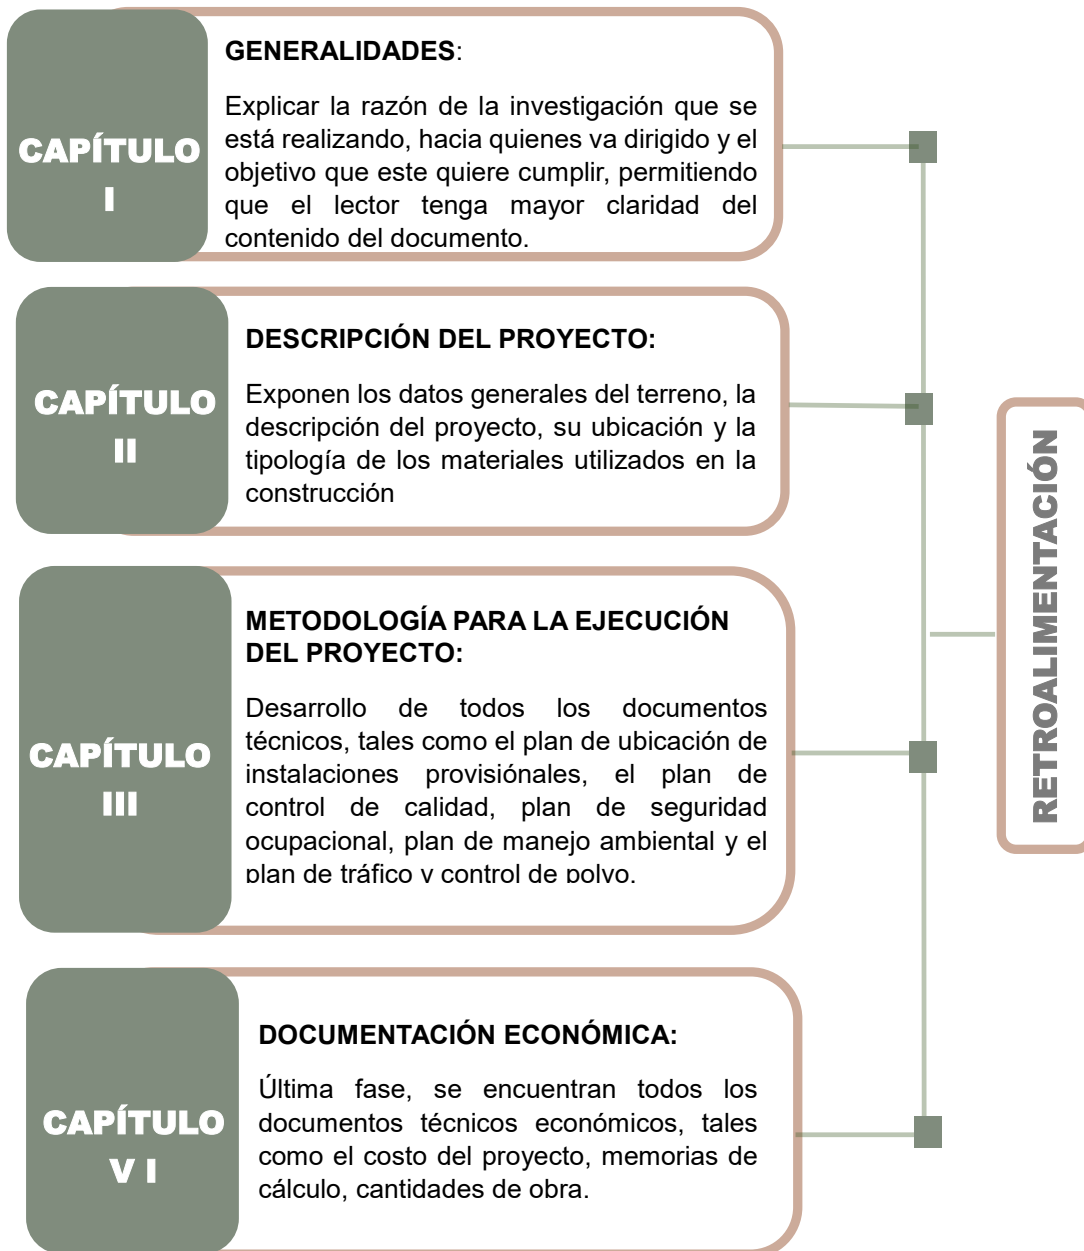 CAPÍTULO
I
GENERALIDADES:
Explicar la razón de la investigación que se
está realizando, hacia quienes va dirigido y el
objetivo que este quiere cumplir, permitiendo
que el lector tenga mayor claridad del
contenido del documento.
CAPÍTULO
II
DESCRIPCIÓN DEL PROYECTO:
Exponen los datos generales del terreno, la
descripción del proyecto, su ubicación y la
tipología de los materiales utilizados en la
construcción
CAPÍTULO
III
METODOLOGÍA PARA LA EJECUCIÓN
DEL PROYECTO:
Desarrollo de todos los documentos
técnicos, tales como el plan de ubicación de
instalaciones provisiónales, el plan de
control de calidad, plan de seguridad
ocupacional, plan de manejo ambiental y el
plan de tráfico y control de polvo.
CAPÍTULO
V I
DOCUMENTACIÓN ECONÓMICA:
Última fase, se encuentran todos los
documentos técnicos económicos, tales
como el costo del proyecto, memorias de
cálculo, cantidades de obra.
RETROALIMENTACIÓN